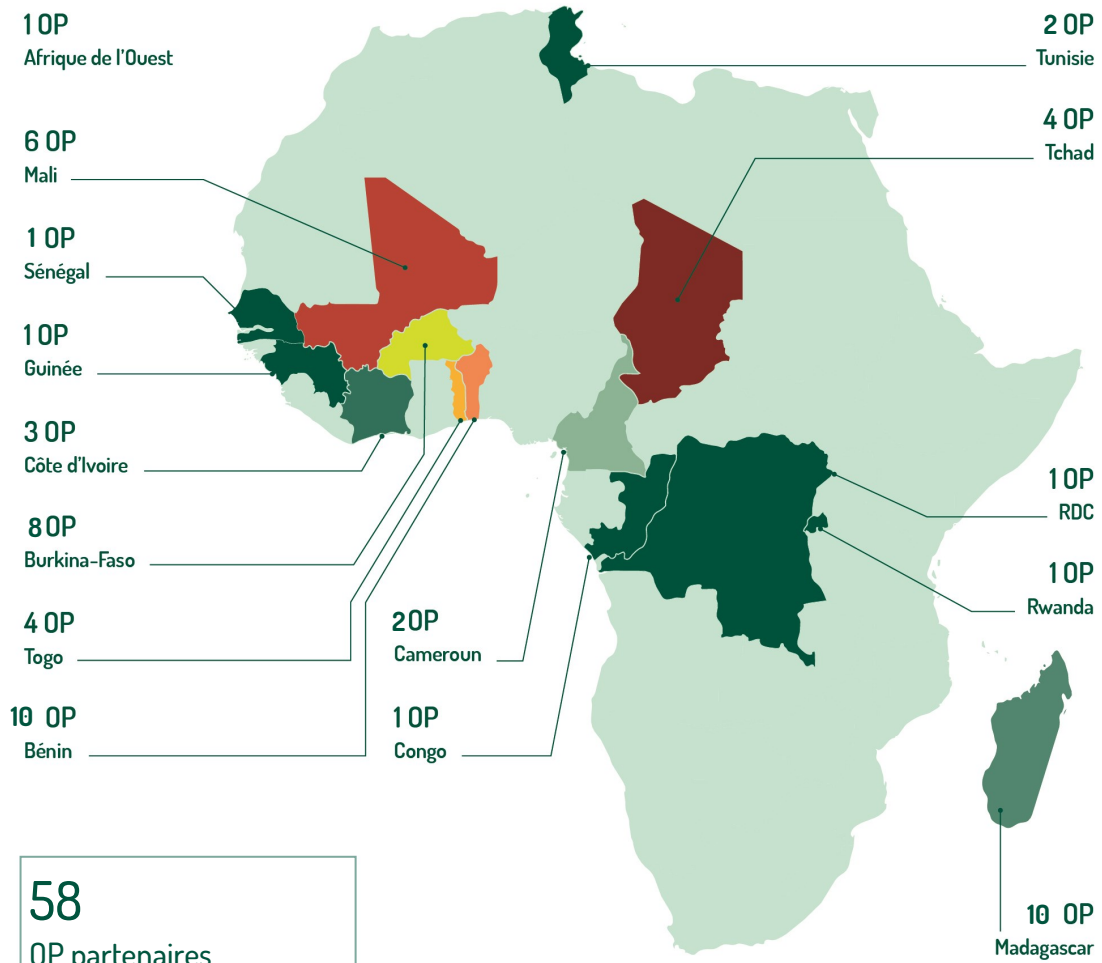 1 OP
Afrique de l'Ouest
6 OP
Mali
1 OP
Sénégal
1 OP
Guinée
3 OP
Côte d'Ivoire
8 OP
Burkina-Faso
4 OP
Togo
10 OP
Bénin
2 OP
Cameroun
1 OP
Congo
2 OP
Tunisie
4 OP
Tchad
1 OP
RDC
1 OP
Rwanda
10 OP
Madagascar
58
OP partenaires